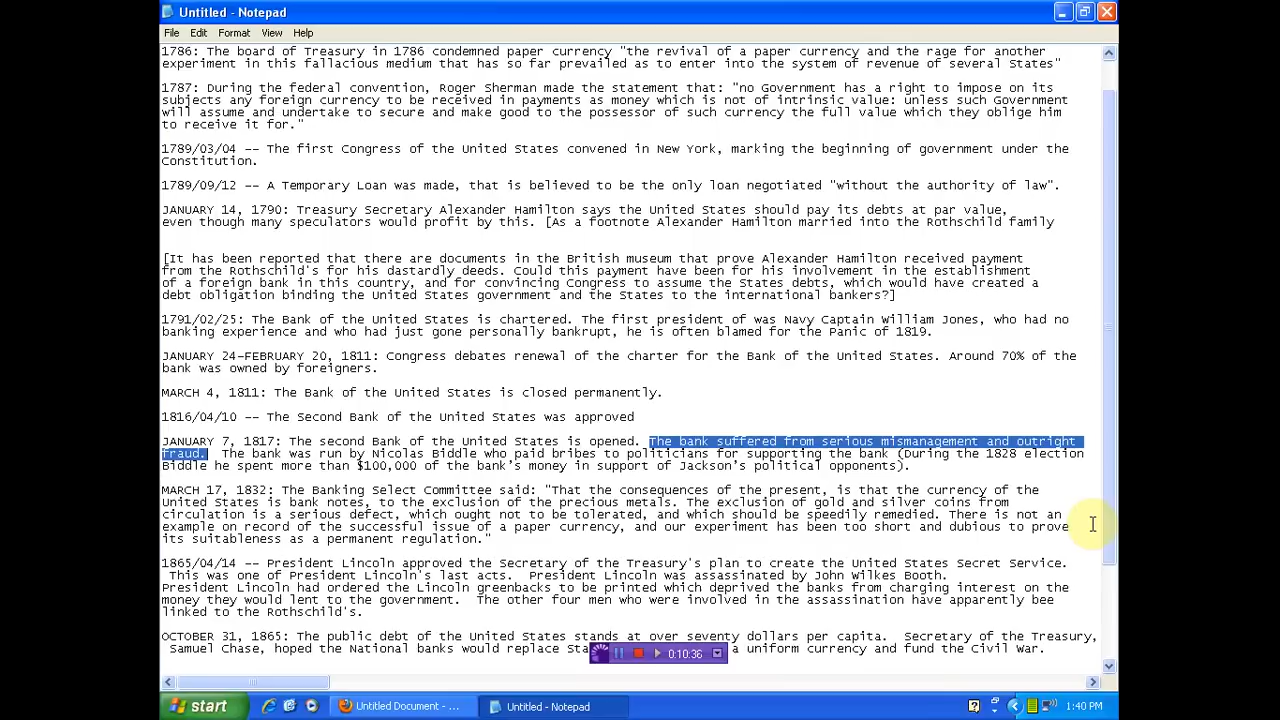 Untitled - Notepad
File Edit Format View Help
1786: The board of Treasury in 1786 condemned paper currency "the revival of a paper currency and the rage for another
experiment in this fallacious medium that has so far prevailed as to enter into the system of revenue of several States"
1787: During the federal convention, Roger Sherman made the statement that: "no Government has a right to impose on its
subjects any foreign currency to be received in payments as money which is not of intrinsic value: unless such Government
will assume and undertake to secure and make good to the possessor of such currency the full value which they oblige him
to receive it for."
1789/03/04 -- The first Congress of the United States convened in New York, marking the beginning of government under the
Constitution.
1789/09/12 -- A Temporary Loan was made, that is believed to be the only loan negotiated "without the authority of law".
JANUARY 14, 1790: Treasury Secretary Alexander Hamilton says the United States should pay its debts at par value,
even though many speculators would profit by this. [As a footnote Alexander Hamilton married into the Rothschild family
[It has been reported that there are documents in the British museum that prove Alexander Hamilton received payment
from the Rothschild's for his dastardly deeds. Could this payment have been for his involvement in the establishment
of a foreign bank in this country, and for convincing Congress to assume the States debts, which would have created a
debt obligation binding the United States government and the States to the international bankers?]
1791/02/25: The Bank of the United States is chartered. The first president of was Navy Captain William Jones, who had no
banking experience and who had just gone personally bankrupt, he is often blamed for the Panic of 1819.
JANUARY 24-FEBRUARY 20, 1811: Congress debates renewal of the charter for the Bank of the United States. Around 70% of the
bank was owned by foreigners.
MARCH 4, 1811: The Bank of the United States is closed permanently.
1816/04/10 -- The Second Bank of the United States was approved
JANUARY 7, 1817: The second Bank of the United States is opened. The bank suffered from serious mismanagement and outright
fraud. The bank was run by Nicolas Biddle who paid bribes to politicians for supporting the bank (During the 1828 election
Biddle he spent more than $100,000 of the bank's money in support of Jackson's political opponents).
MARCH 17, 1832: The Banking Select Committee said: "That the consequences of the present, is that the currency of the
United States is bank notes, to the exclusion of the precious metals. The exclusion of gold and silver coins from
circulation is a serious defect, which ought not to be tolerated, and which should be speedily remedied. There is not an
example on record of the successful issue of a paper currency, and our experiment has been too short and dubious to prove
its suitableness as a permanent regulation."
1865/04/14 -- President Lincoln approved the Secretary of the Treasury's plan to create the United States Secret Service.
This was one of President Lincoln's last acts. President Lincoln was assassinated by John Wilkes Booth.
President Lincoln had ordered the Lincoln greenbacks to be printed which deprived the banks from charging interest on the
money they would lent to the government. The other four men who were involved in the assassination have apparently bee
linked to the Rothschild's.
OCTOBER 31, 1865: The public debt of the United States stands at over seventy dollars per capita. Secretary of the Treasury,
Samuel Chase, hoped the National banks would replace Sta a uniform currency and fund the Civil War.
0:10:36
start Untitled Document - ... Untitled - Notepad 1:40 PM